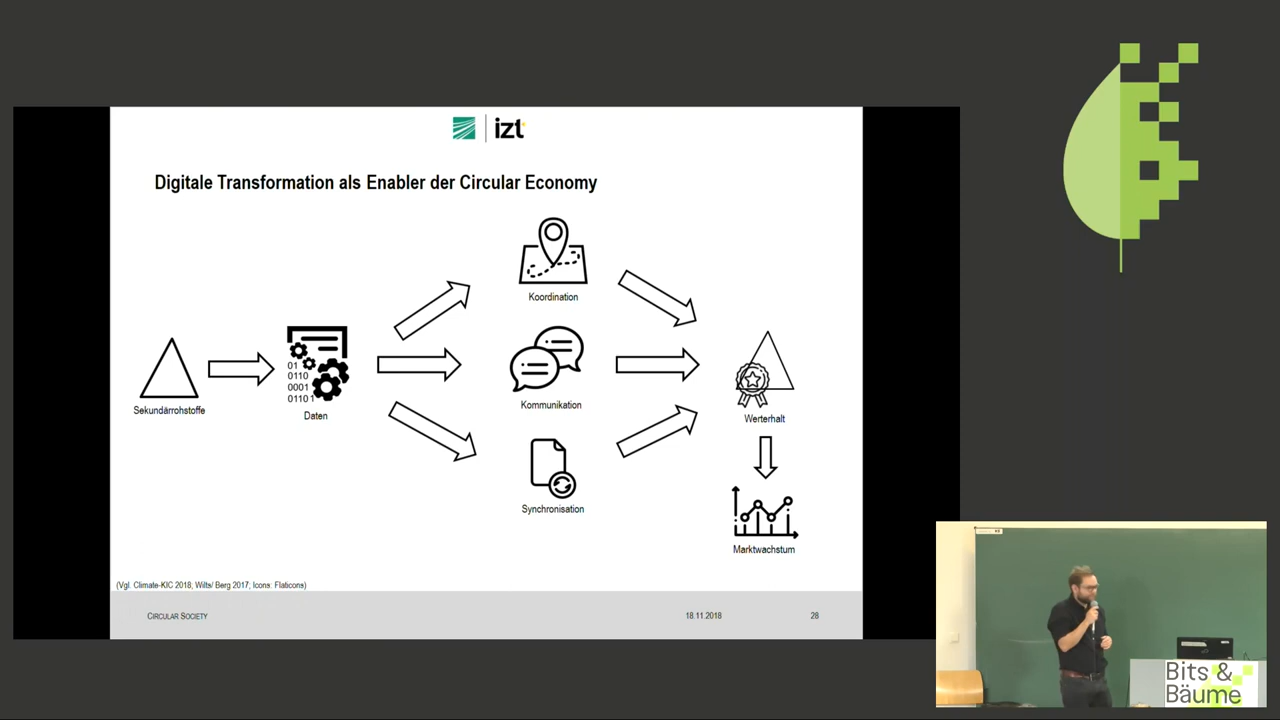 izt
Digitale Transformation als Enabler der Circular Economy
Koordination
Sekundärrohstoffe
01
0110
0001
01101
Daten
Kommunikation
Werterhalt
Synchronisation
Marktwachstum
(Vgl. Climate-KIC 2018, Wilts/ Berg 2017, Icons: Flaticons)
CIRCULAR SOCIETY
18.11.2018
28
Bits &
Bäume